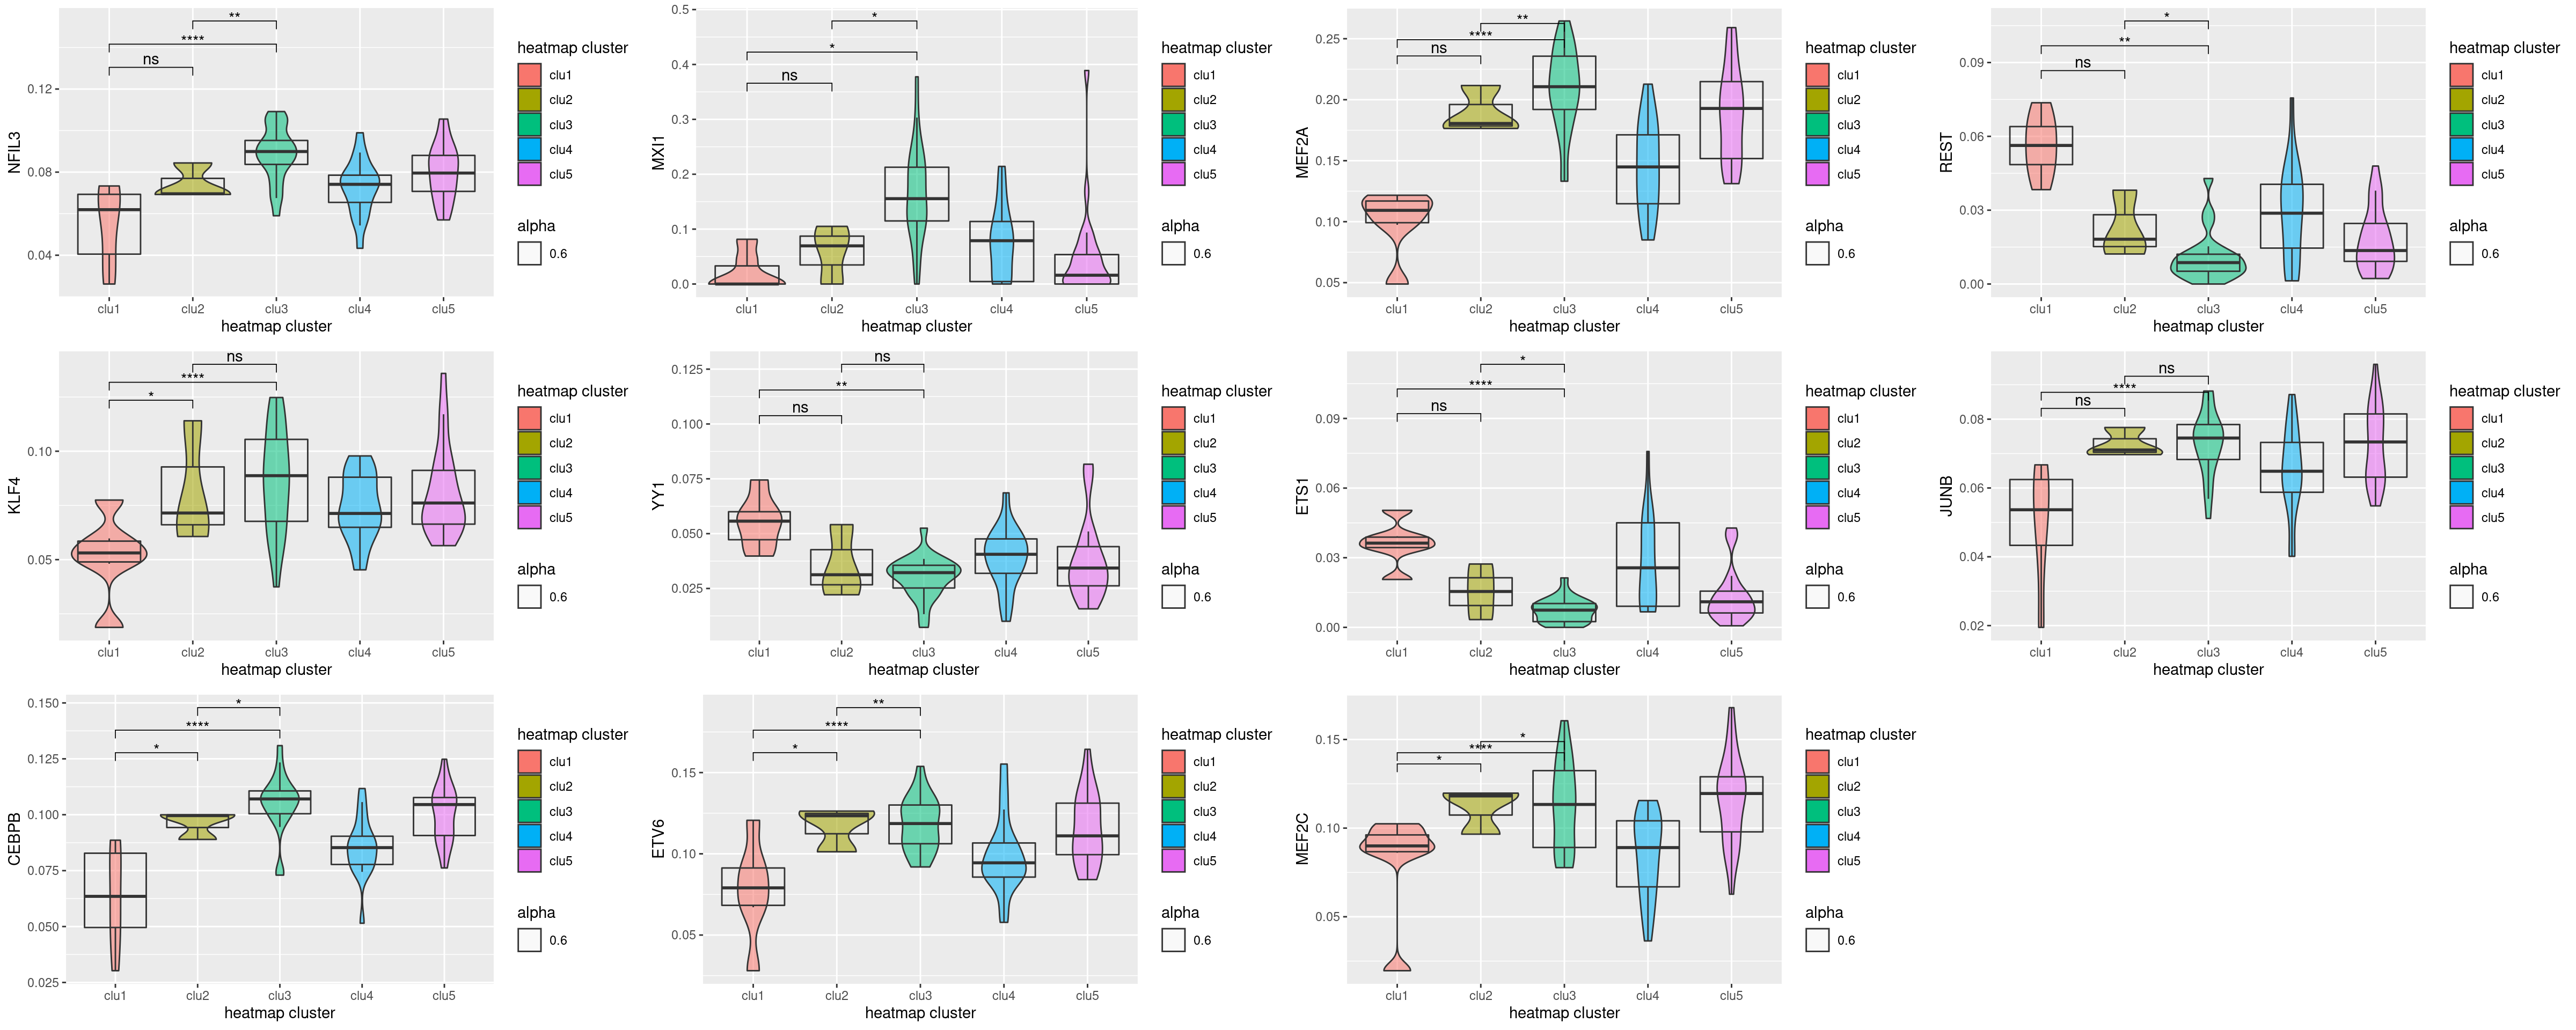 NFIL3
0.12
0.08
0.04
**
****
ns
clu1 clu2 clu3 clu4 clu5
heatmap cluster
heatmap cluster
clu1
clu2
clu3
clu4
clu5
alpha
0.6
MXI1
0.5
0.4
0.3
0.2
0.1
0.0
*
*
ns
clu1 clu2 clu3 clu4 clu5
heatmap cluster
heatmap cluster
clu1
clu2
clu3
clu4
clu5
alpha
0.6
MEF2A
0.25
0.20
0.15
0.10
0.05
**
****
ns
clu1 clu2 clu3 clu4 clu5
heatmap cluster
heatmap cluster
clu1
clu2
clu3
clu4
clu5
alpha
0.6
REST
0.09
0.06
0.03
0.00
*
**
ns
clu1 clu2 clu3 clu4 clu5
heatmap cluster
heatmap cluster
clu1
clu2
clu3
clu4
clu5
alpha
0.6
KLF4
0.10
0.05
ns
****
*
clu1 clu2 clu3 clu4 clu5
heatmap cluster
heatmap cluster
clu1
clu2
clu3
clu4
clu5
alpha
0.6
YY1
0.125
0.100
0.075
0.050
0.025
ns
**
ns
clu1 clu2 clu3 clu4 clu5
heatmap cluster
heatmap cluster
clu1
clu2
clu3
clu4
clu5
alpha
0.6
ETS1
0.09
0.06
0.03
0.00
*
****
ns
clu1 clu2 clu3 clu4 clu5
heatmap cluster
heatmap cluster
clu1
clu2
clu3
clu4
clu5
alpha
0.6
JUNB
0.08
0.06
0.04
0.02
ns
****
ns
clu1 clu2 clu3 clu4 clu5
heatmap cluster
heatmap cluster
clu1
clu2
clu3
clu4
clu5
alpha
0.6
CEBPB
0.150
0.125
0.100
0.075
0.050
0.025
*
****
*
clu1 clu2 clu3 clu4 clu5
heatmap cluster
heatmap cluster
clu1
clu2
clu3
clu4
clu5
alpha
0.6
ETV6
0.15
0.10
0.05
**
****
*
clu1 clu2 clu3 clu4 clu5
heatmap cluster
heatmap cluster
clu1
clu2
clu3
clu4
clu5
alpha
0.6
MEF2C
0.15
0.10
0.05
*
****
*
clu1 clu2 clu3 clu4 clu5
heatmap cluster
heatmap cluster
clu1
clu2
clu3
clu4
clu5
alpha
0.6